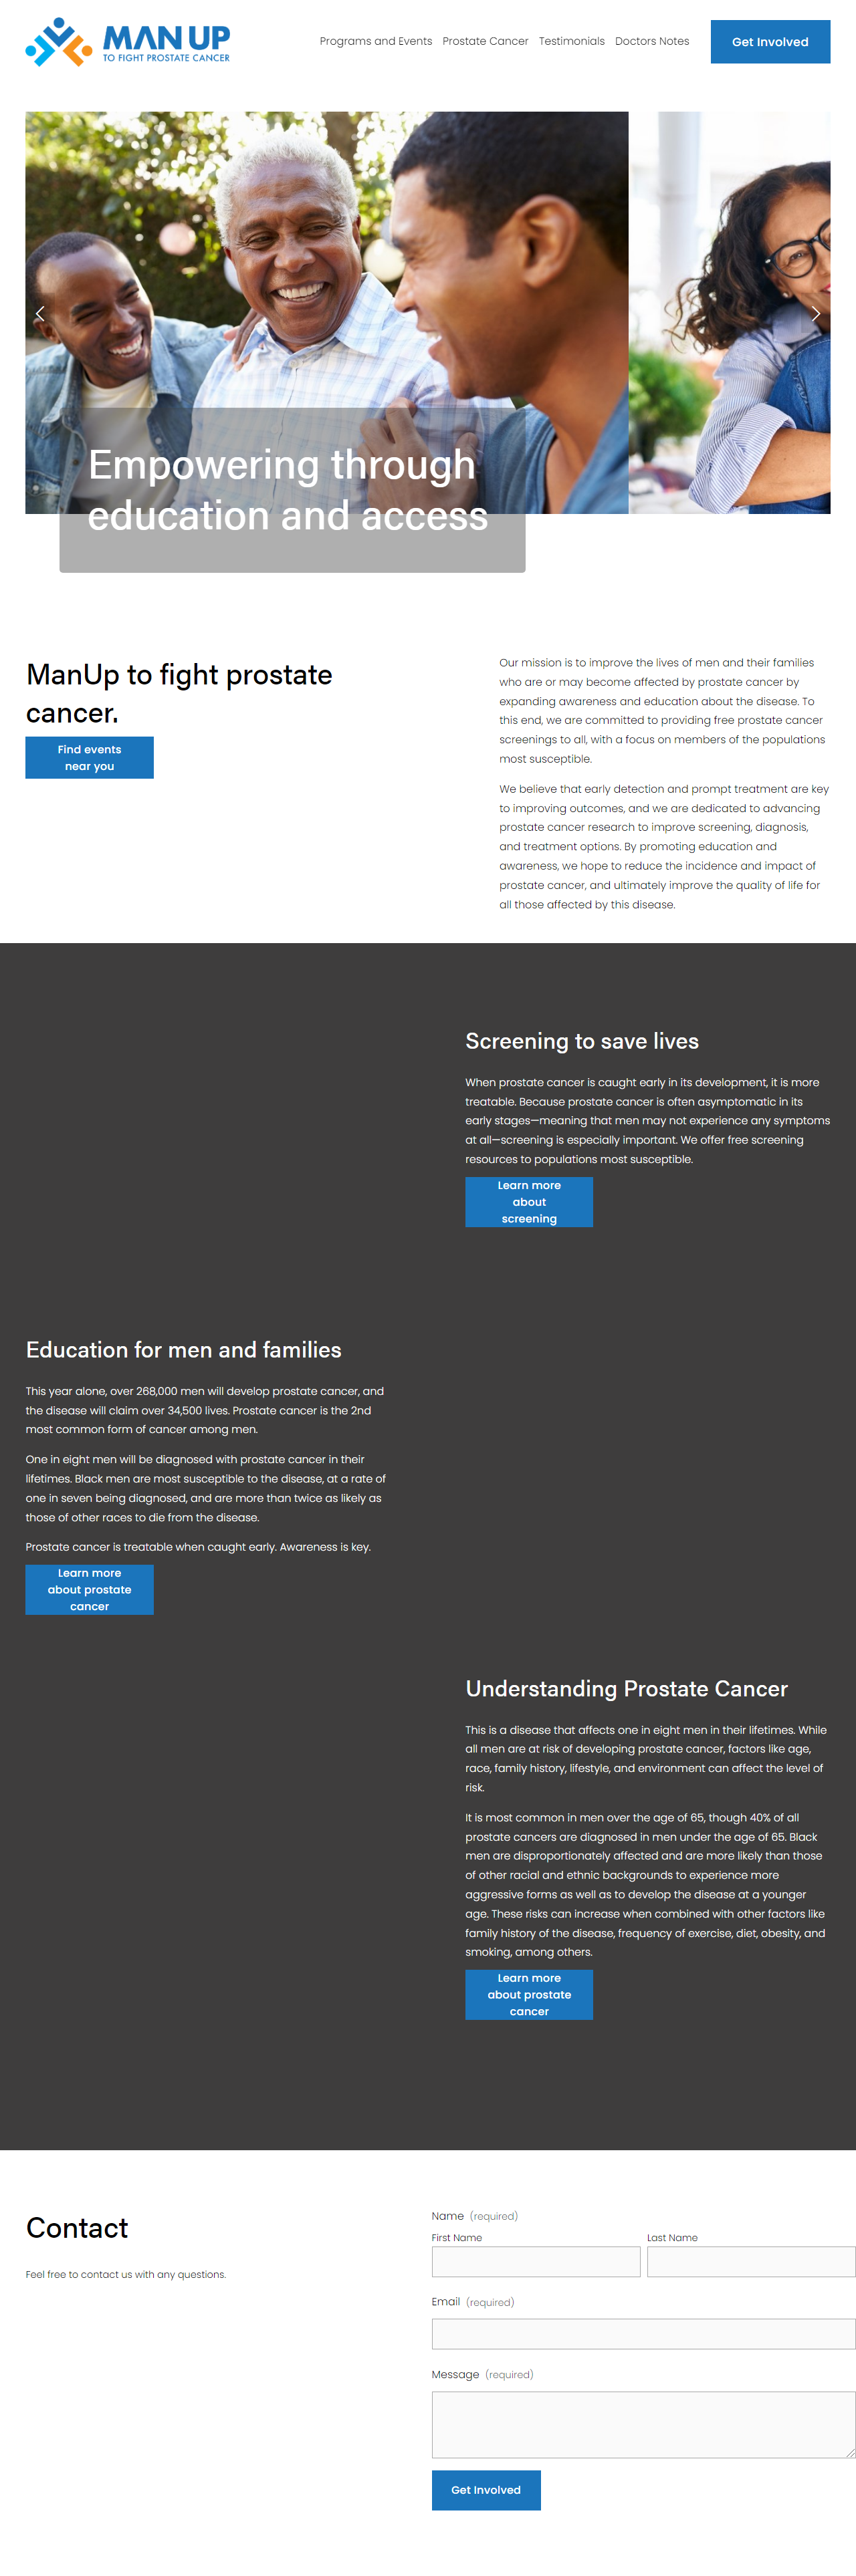 MANUP
TO FIGHT PROSTATE CANCER
Programs and Events
Prostate Cancer
Testimonials
Doctors Notes
Get Involved
Empowering through
education and access
ManUp to fight prostate
cancer.
Find events
near you
Our mission is to improve the lives of men and their families
who are or may become affected by prostate cancer by
expanding awareness and education about the disease. To
this end, we are committed to providing free prostate cancer
screenings to all, with a focus on members of the populations
most susceptible.
We believe that early detection and prompt treatment are key
to improving outcomes, and we are dedicated to advancing
prostate cancer research to improve screening, diagnosis,
and treatment options. By promoting education and
awareness, we hope to reduce the incidence and impact of
prostate cancer, and ultimately improve the quality of life for
all those affected by this disease.
Screening to save lives
When prostate cancer is caught early in its development, it is more
treatable. Because prostate cancer is often asymptomatic in its
early stages—meaning that men may not experience any symptoms
at all—screening is especially important. We offer free screening
resources to populations most susceptible.
Learn more
about
screening
Education for men and families
This year alone, over 268,000 men will develop prostate cancer, and
the disease will claim over 34,500 lives. Prostate cancer is the 2nd
most common form of cancer among men.
One in eight men will be diagnosed with prostate cancer in their
lifetimes. Black men are most susceptible to the disease, at a rate of
one in seven being diagnosed, and are more than twice as likely as
those of other races to die from the disease.
Prostate cancer is treatable when caught early. Awareness is key.
Learn more
about prostate
cancer
Understanding Prostate Cancer
This is a disease that affects one in eight men in their lifetimes. While
all men are at risk of developing prostate cancer, factors like age,
race, family history, lifestyle, and environment can affect the level of
risk.
It is most common in men over the age of 65, though 40% of all
prostate cancers are diagnosed in men under the age of 65. Black
men are disproportionately affected and are more likely than those
of other racial and ethnic backgrounds to experience more
aggressive forms as well as to develop the disease at a younger
age. These risks can increase when combined with other factors like
family history of the disease, frequency of exercise, diet, obesity, and
smoking, among others.
Learn more
about prostate
cancer
Contact
Feel free to contact us with any questions.
Name (required)
First Name
Last Name
Email (required)
Message (required)
Get Involved